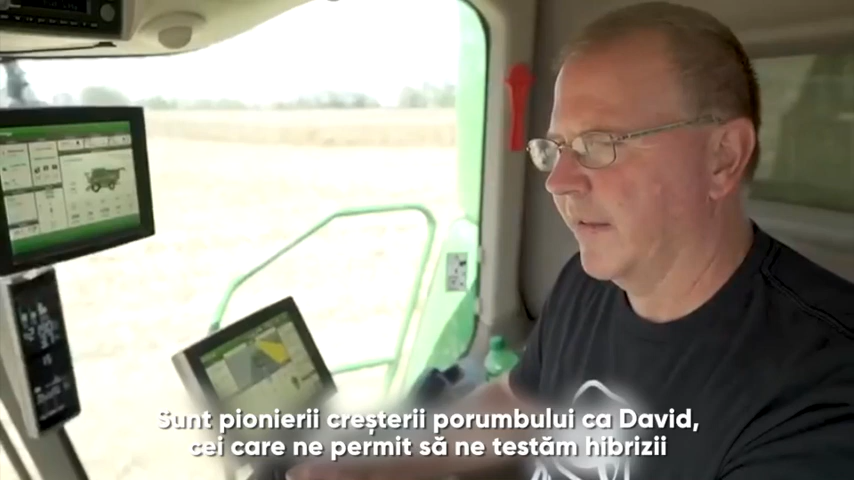 Sunt pionierii creșterii porumbului ca David,
cei care ne permit să ne testăm hibrizii